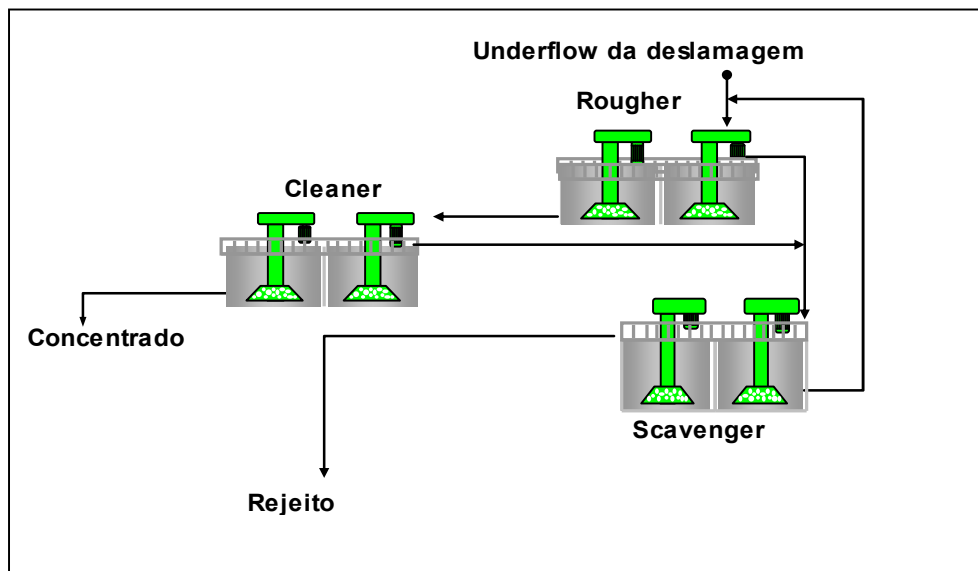 Underflow da deslamagem
Rougher
Cleaner
Concentrado
Scavenger
Rejeito